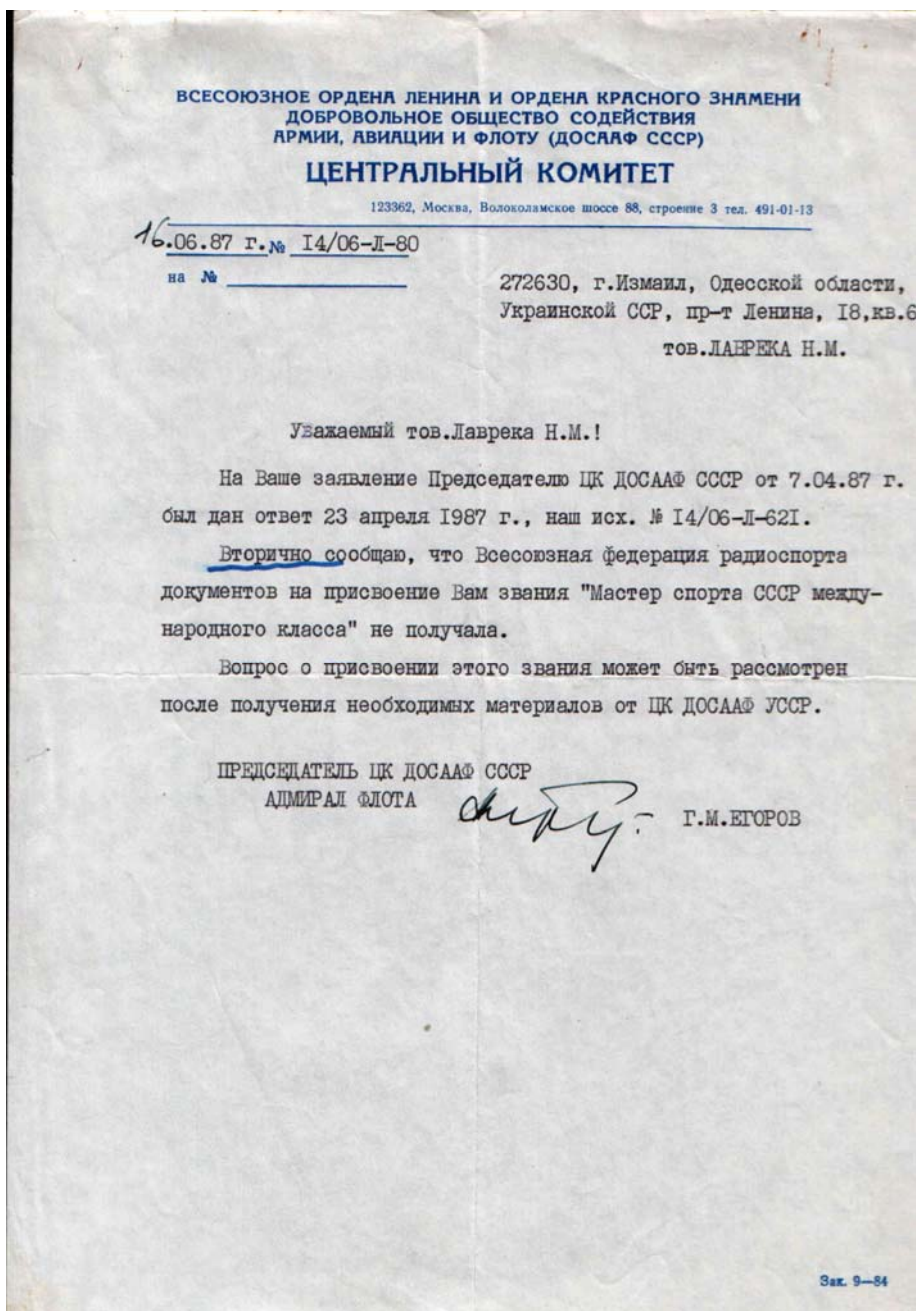 ВСЕСОЮЗНОЕ ОРДЕНА ЛЕНИНА И ОРДЕНА КРАСНОГО ЗНАМЕНИ
ДОБРОВОЛЬНОЕ ОБЩЕСТВО СОДЕЙСТВИЯ
АРМИИ, АВИАЦИИ И ФЛОТУ (ДОСААФ СССР)
ЦЕНТРАЛЬНЫЙ КОМИТЕТ
123362, Москва, Волоколамское шоссе 88, строение 3 тел. 491-01-13
16.06.87 г. № I4/06-Л-80
на №
272630, г.Измаил, Одесской области,
Украинской ССР, пр-т Ленина, I8,кв.6
тов.ЛАВРЕКА Н.М.
Уважаемый тов.Лаврека Н.М.!
На Ваше заявление Председателю ЦК ДОСААФ СССР от 7.04.87 г.
был дан ответ 23 апреля I987 г., наш исх. № I4/06-Л-62I.
Вторично сообщаю, что Всесоюзная федерация радиоспорта
документов на присвоение Вам звания "Мастер спорта СССР между-
народного класса" не получала.
Вопрос о присвоении этого звания может быть рассмотрен
после получения необходимых материалов от ЦК ДОСААФ УССР.
ПРЕДСЕДАТЕЛЬ ЦК ДОСААФ СССР
АДМИРАЛ ФЛОТА
Г.М.ЕГОРОВ
Зак. 9—84